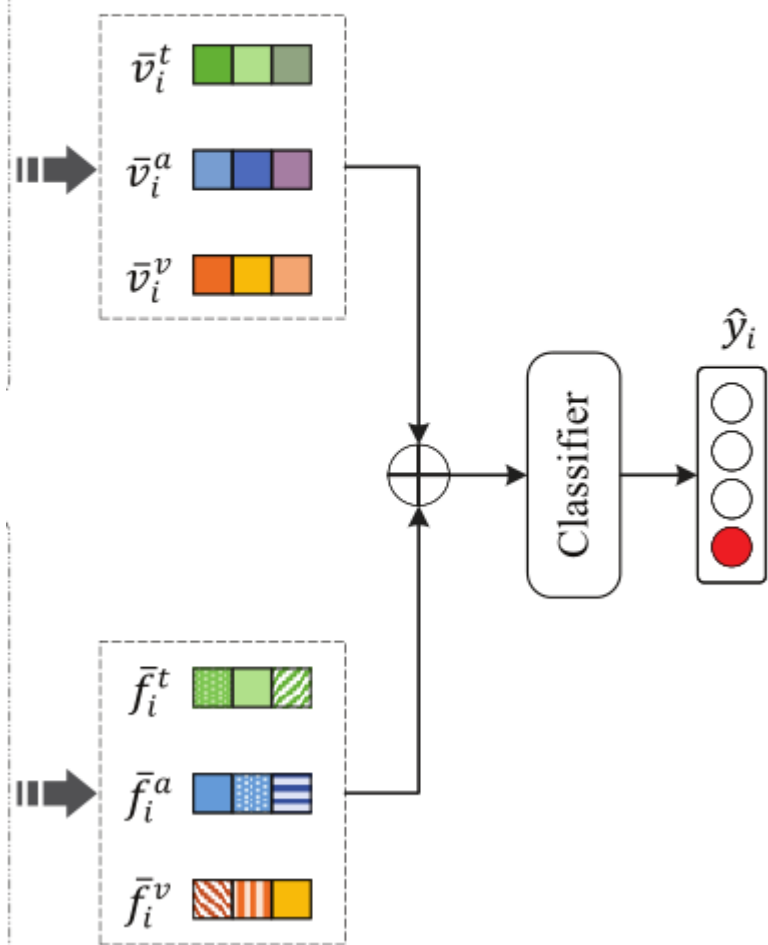 v̄ᵢᵗ
v̄ᵢᵃ
v̄ᵢᵛ
ŷᵢ
Classifier
f̄ᵢᵗ
f̄ᵢᵃ
f̄ᵢᵛ